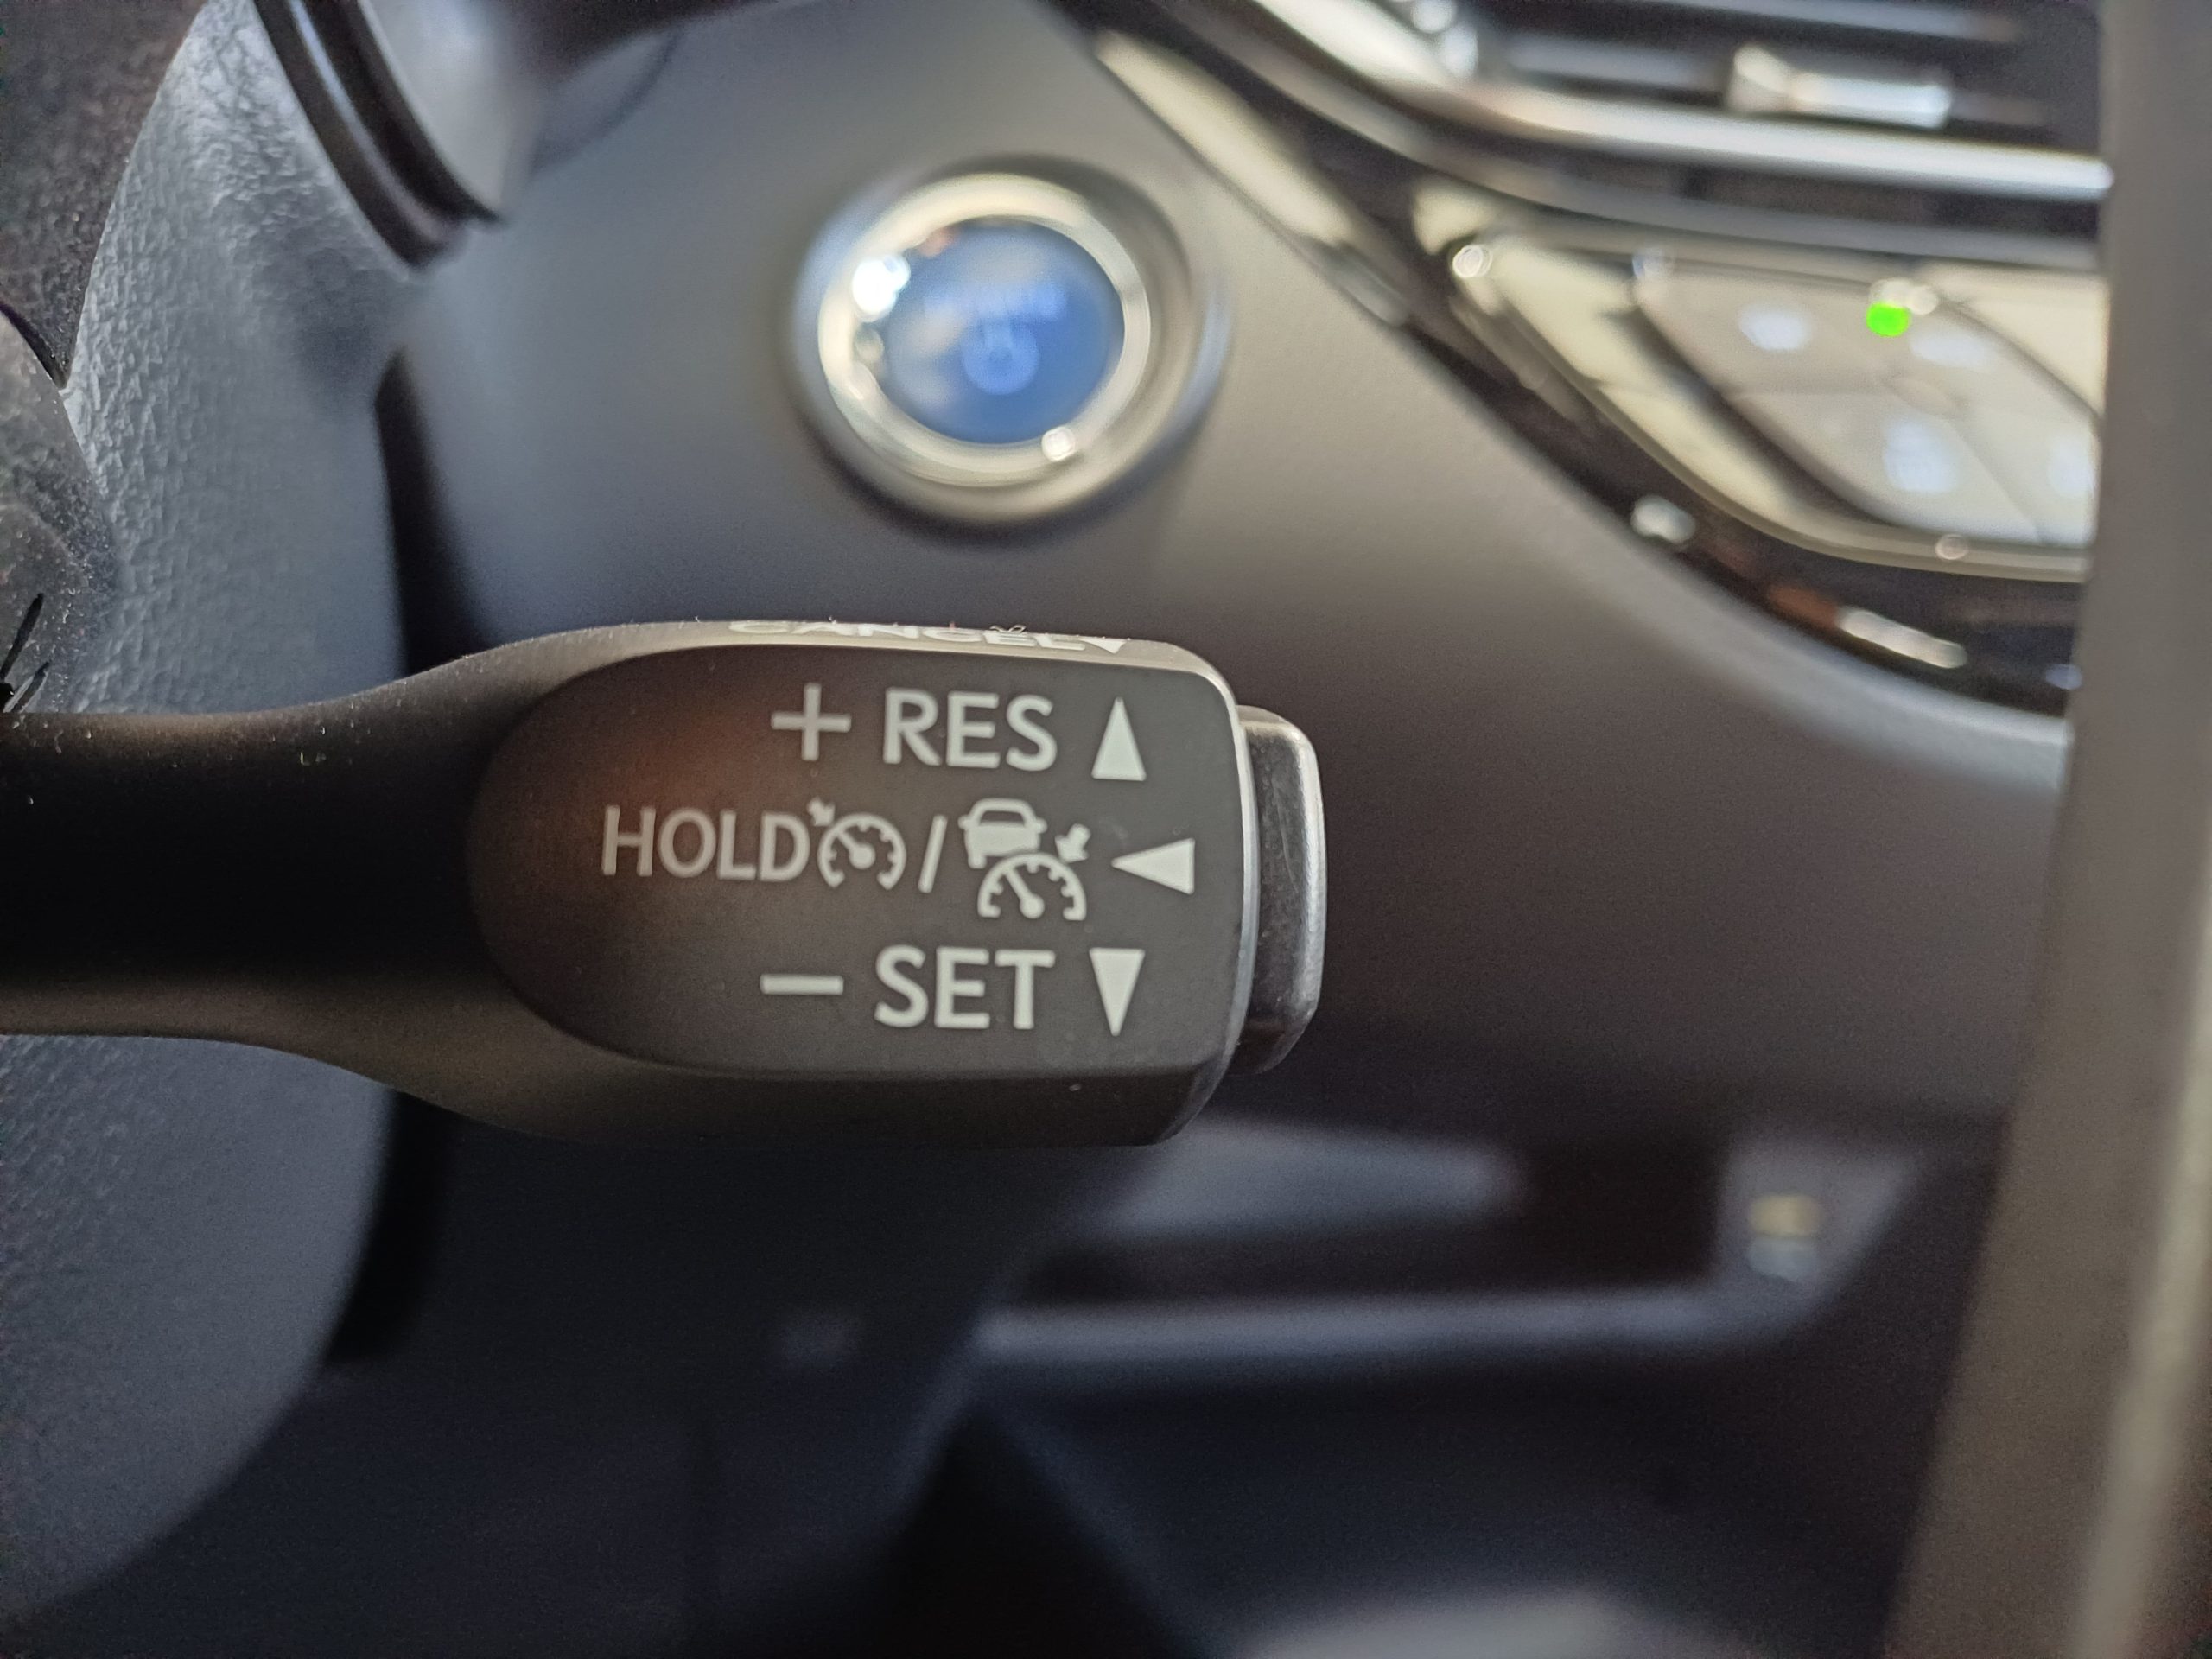 CANCEL
+ RES
HOLD /
− SET